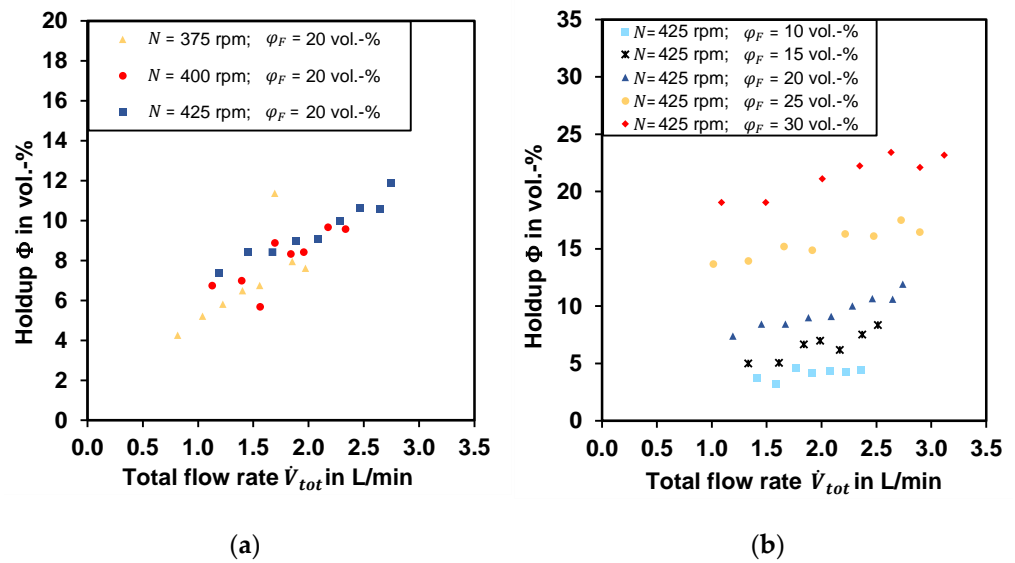 20
18
16
14
12
10
8
6
4
2
0
Holdup Φ in vol.-%
N = 375 rpm; φF = 20 vol.-%
N = 400 rpm; φF = 20 vol.-%
N = 425 rpm; φF = 20 vol.-%
0.0 0.5 1.0 1.5 2.0 2.5 3.0 3.5
Total flow rate V̇tot in L/min
(a)
35
30
25
20
15
10
5
0
Holdup Φ in vol.-%
N= 425 rpm; φF = 10 vol.-%
N= 425 rpm; φF = 15 vol.-%
N= 425 rpm; φF = 20 vol.-%
N= 425 rpm; φF = 25 vol.-%
N= 425 rpm; φF = 30 vol.-%
0.0 0.5 1.0 1.5 2.0 2.5 3.0 3.5
Total flow rate V̇tot in L/min
(b)